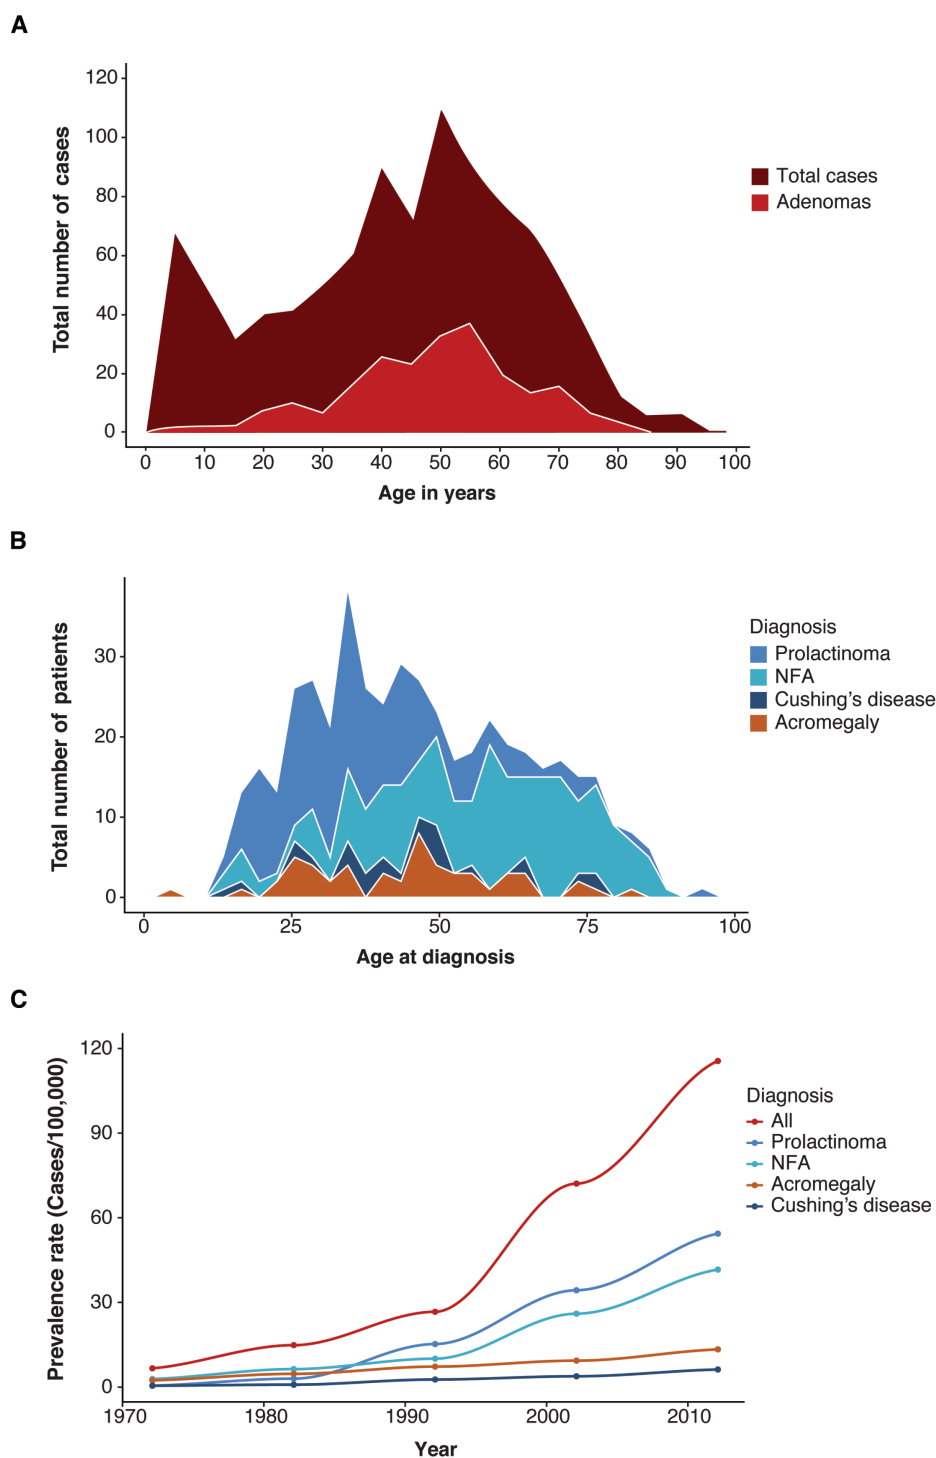 A
Total number of cases
120
100
80
60
40
20
0
0 10 20 30 40 50 60 70 80 90 100
Age in years
Total cases
Adenomas
B
Total number of patients
30
20
10
0
0 25 50 75 100
Age at diagnosis
Diagnosis
Prolactinoma
NFA
Cushing's disease
Acromegaly
C
Prevalence rate (Cases/100,000)
120
90
60
30
0
1970 1980 1990 2000 2010
Year
Diagnosis
All
Prolactinoma
NFA
Acromegaly
Cushing's disease